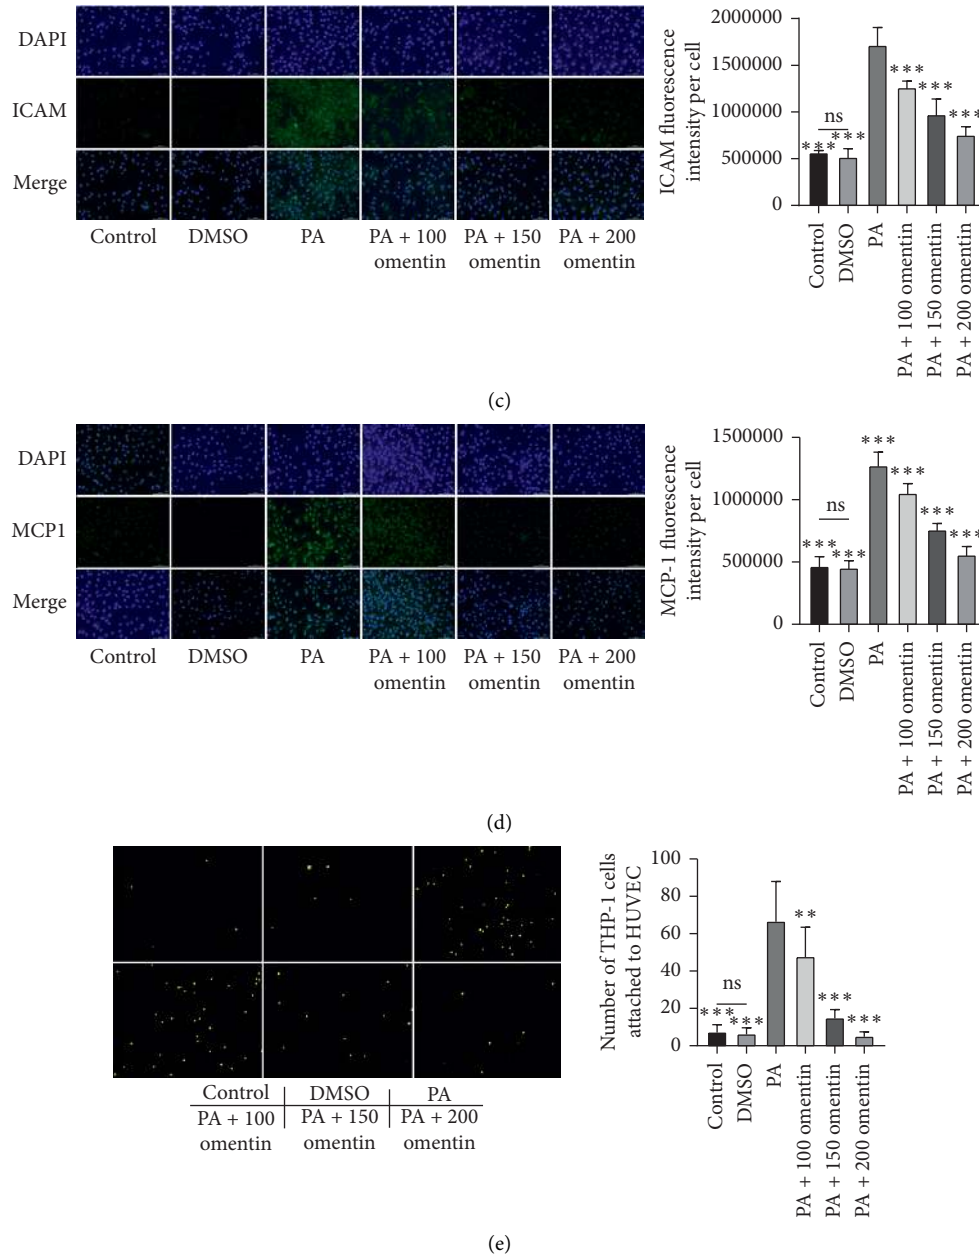 DAPI
ICAM
Merge
Control DMSO PA PA + 100 PA + 150 PA + 200
omentin omentin omentin
ICAM fluorescence
intensity per cell
2000000
1500000
1000000
500000
0
ns
*** *** *** *** ***
Control
DMSO
PA
PA + 100 omentin
PA + 150 omentin
PA + 200 omentin
(c)
DAPI
MCP1
Merge
Control DMSO PA PA + 100 PA + 150 PA + 200
omentin omentin omentin
MCP-1 fluorescence
intensity per cell
1500000
1000000
500000
0
ns
*** *** *** *** *** ***
Control
DMSO
PA
PA + 100 omentin
PA + 150 omentin
PA + 200 omentin
(d)
Control DMSO PA
PA + 100 PA + 150 PA + 200
omentin omentin omentin
Number of THP-1 cells
attached to HUVEC
100
80
60
40
20
0
ns
*** *** ** *** ***
Control
DMSO
PA
PA + 100 omentin
PA + 150 omentin
PA + 200 omentin
(e)